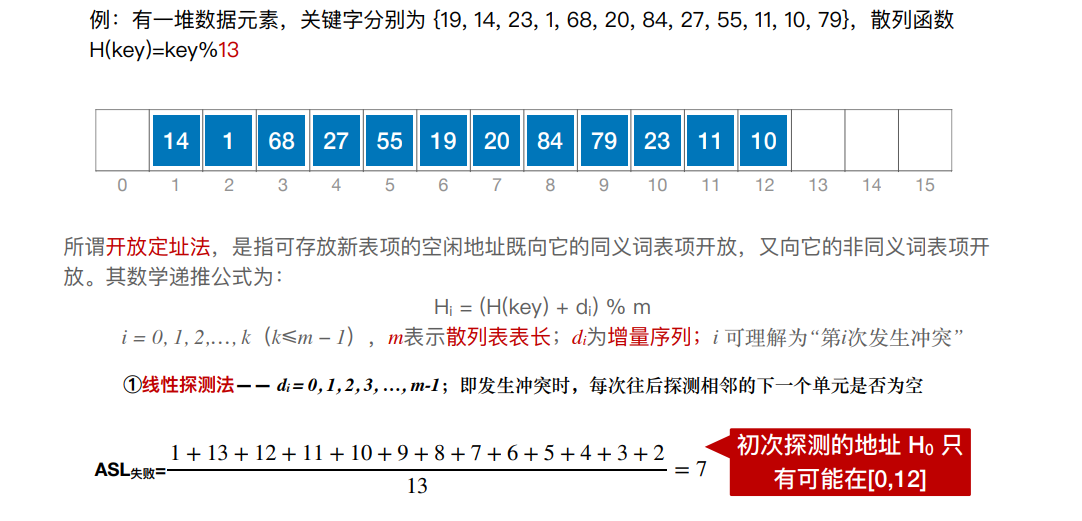 例：有一堆数据元素，关键字分别为 {19, 14, 23, 1, 68, 20, 84, 27, 55, 11, 10, 79}，散列函数
H(key)=key%13
14 1 68 27 55 19 20 84 79 23 11 10
0 1 2 3 4 5 6 7 8 9 10 11 12 13 14 15
所谓开放定址法，是指可存放新表项的空闲地址既向它的同义词表项开放，又向它的非同义词表项开
放。其数学递推公式为：
Hᵢ = (H(key) + dᵢ) % m
i = 0, 1, 2,…, k（k≤m − 1），m表示散列表表长；dᵢ为增量序列；i 可理解为“第i次发生冲突”
①线性探测法—— dᵢ = 0, 1, 2, 3, …, m-1；即发生冲突时，每次往后探测相邻的下一个单元是否为空
1 + 13 + 12 + 11 + 10 + 9 + 8 + 7 + 6 + 5 + 4 + 3 + 2
ASL失败= = 7
13
初次探测的地址 H₀ 只
有可能在[0,12]